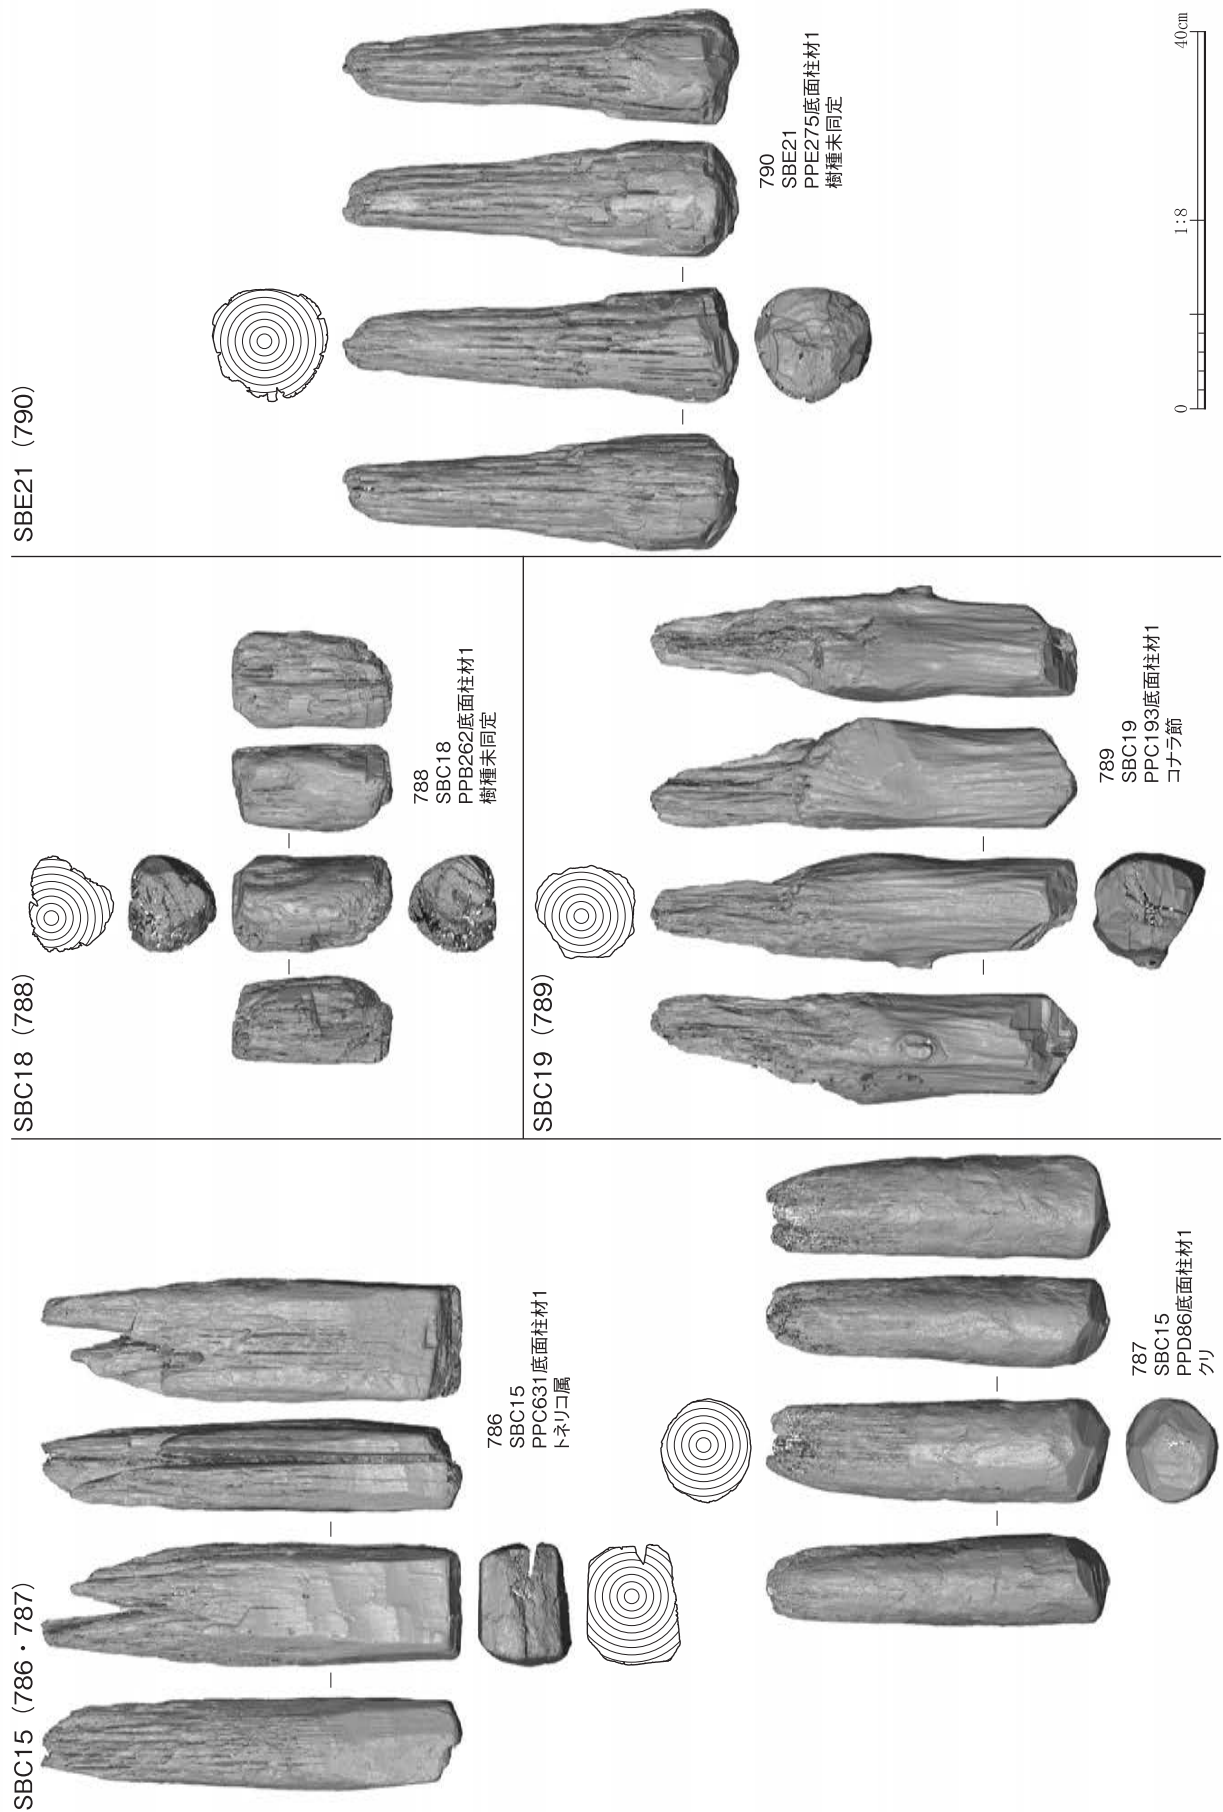 SBC15（786・787）
786
SBC15
PPC631底面柱材1
トネリコ属
787
SBC15
PPD86底面柱材1
クリ
SBC18（788）
788
SBC18
PPB262底面柱材1
樹種未同定
SBC19（789）
789
SBC19
PPC193底面柱材1
コナラ節
SBE21（790）
790
SBE21
PPE275底面柱材1
樹種未同定
0 1:8 40cm